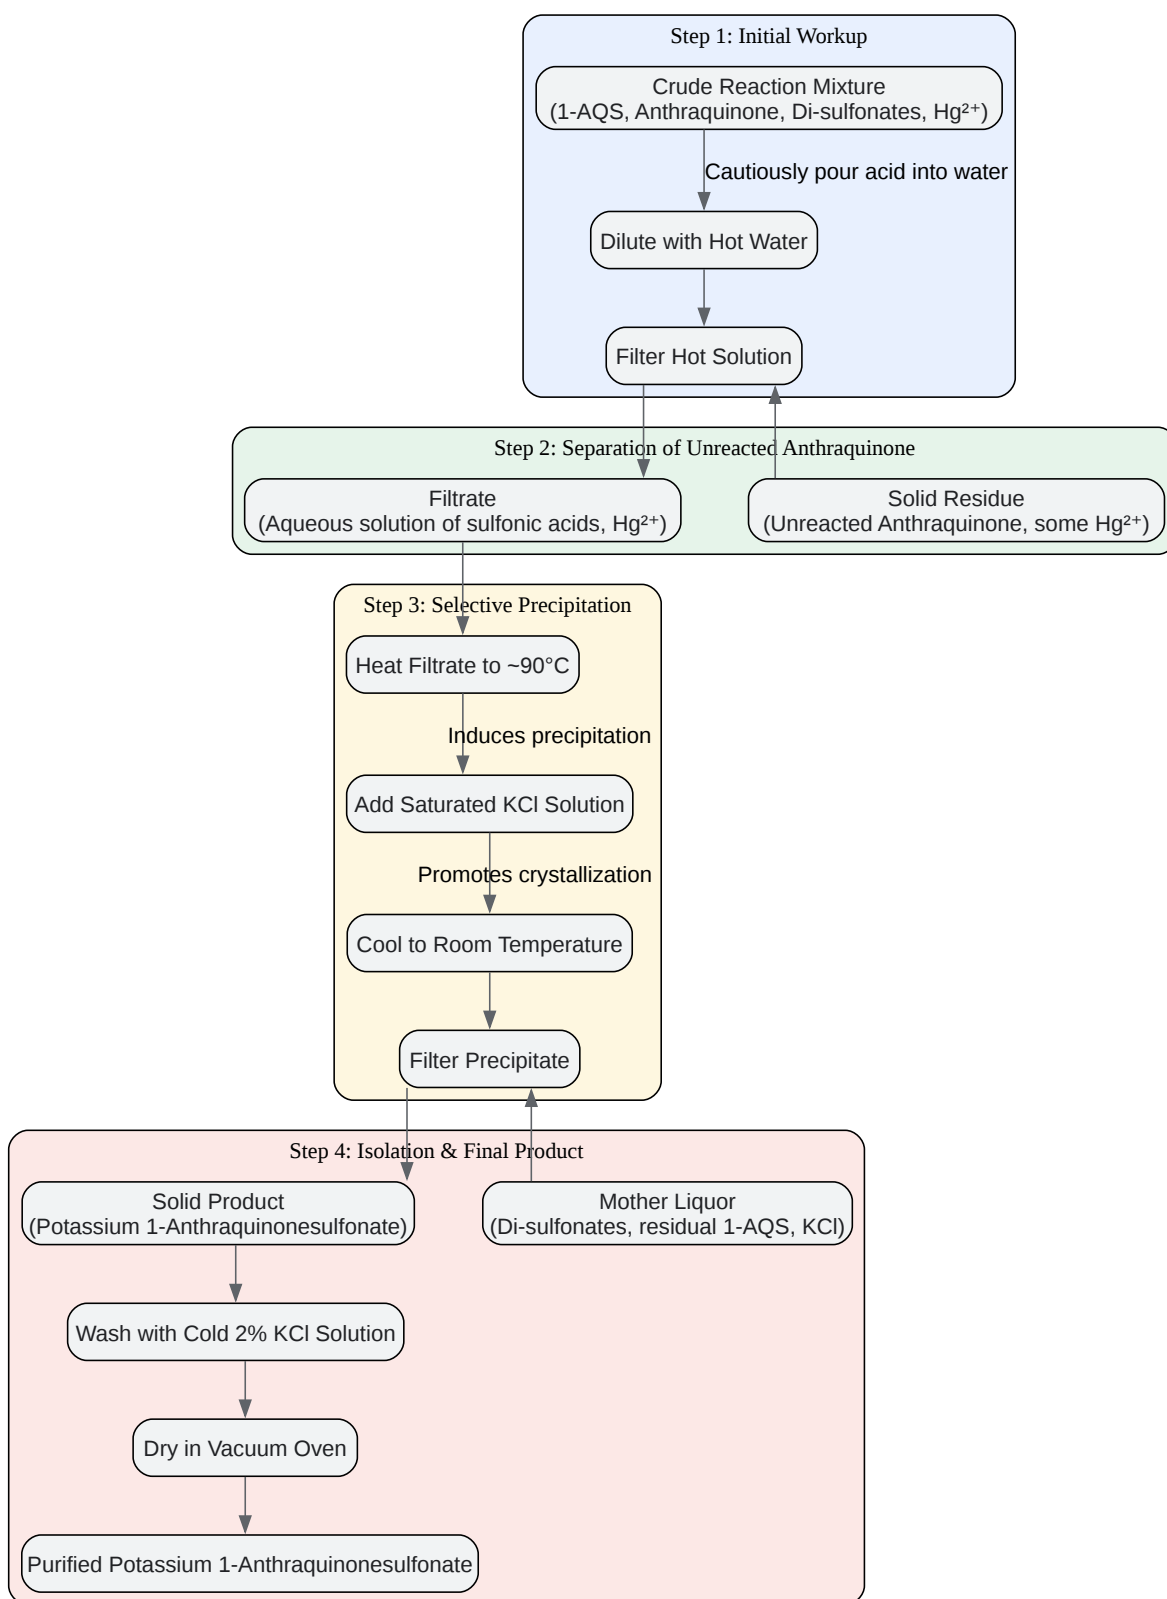 Step 1: Initial Workup
Crude Reaction Mixture
(1-AQS, Anthraquinone, Di-sulfonates, Hg²⁺)
Cautiously pour acid into water
Dilute with Hot Water
Filter Hot Solution
Step 2: Separation of Unreacted Anthraquinone
Filtrate
(Aqueous solution of sulfonic acids, Hg²⁺)
Solid Residue
(Unreacted Anthraquinone, some Hg²⁺)
Step 3: Selective Precipitation
Heat Filtrate to ~90°C
Induces precipitation
Add Saturated KCl Solution
Promotes crystallization
Cool to Room Temperature
Filter Precipitate
Step 4: Isolation & Final Product
Solid Product
(Potassium 1-Anthraquinonesulfonate)
Mother Liquor
(Di-sulfonates, residual 1-AQS, KCl)
Wash with Cold 2% KCl Solution
Dry in Vacuum Oven
Purified Potassium 1-Anthraquinonesulfonate